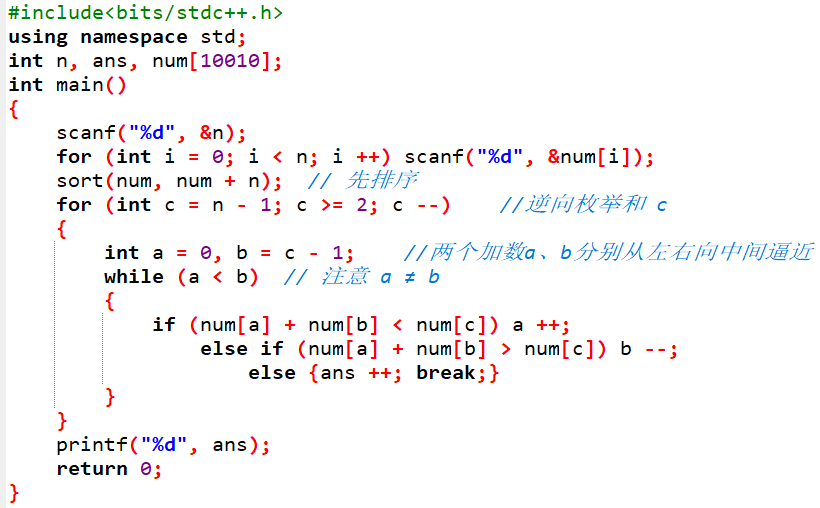 #include<bits/stdc++.h>
using namespace std;
int n, ans, num[10010];
int main()
{
    scanf("%d", &n);
    for (int i = 0; i < n; i ++) scanf("%d", &num[i]);
    sort(num, num + n);  // 先排序
    for (int c = n - 1; c >= 2; c --)    //逆向枚举和 c
    {
        int a = 0, b = c - 1;    //两个加数a、b分别从左右向中间逼近
        while (a < b)  // 注意 a ≠ b
        {
            if (num[a] + num[b] < num[c]) a ++;
                else if (num[a] + num[b] > num[c]) b --;
                    else {ans ++; break;}
        }
    }
    printf("%d", ans);
    return 0;
}